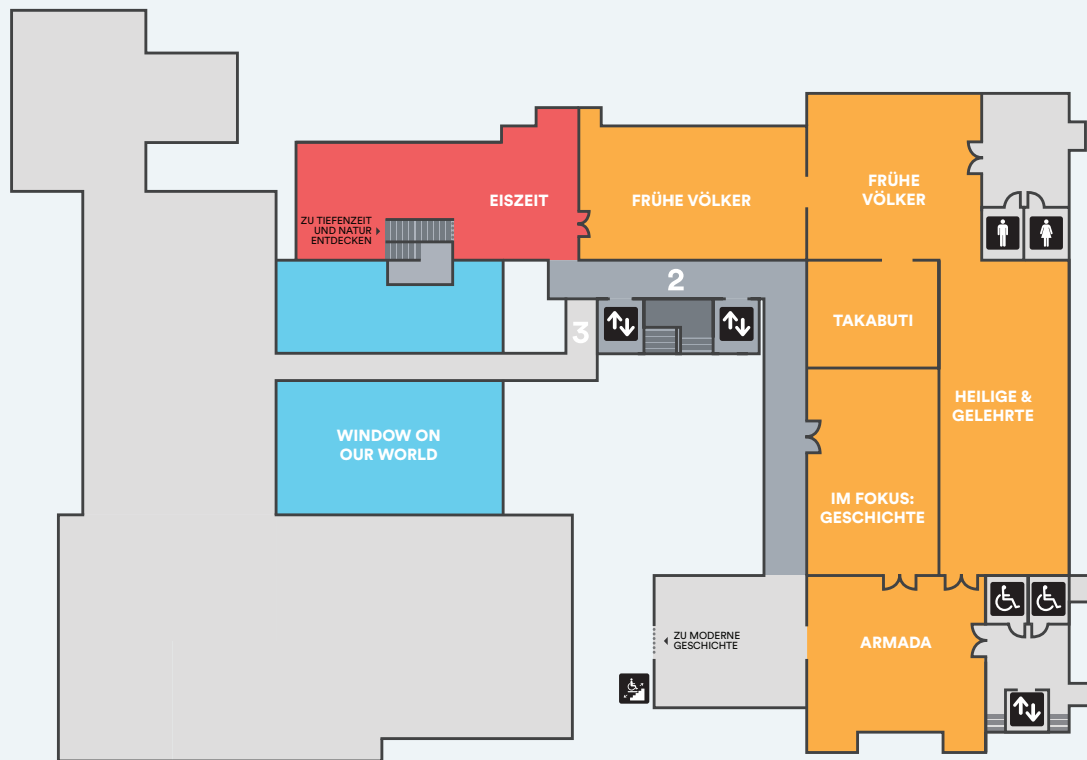 EISZEIT
FRÜHE VÖLKER
FRÜHE
VÖLKER
ZU TIEFENZEIT
UND NATUR
ENTDECKEN
2
3
TAKABUTI
HEILIGE &
GELEHRTE
WINDOW ON
OUR WORLD
IM FOKUS:
GESCHICHTE
ZU MODERNE
GESCHICHTE
ARMADA